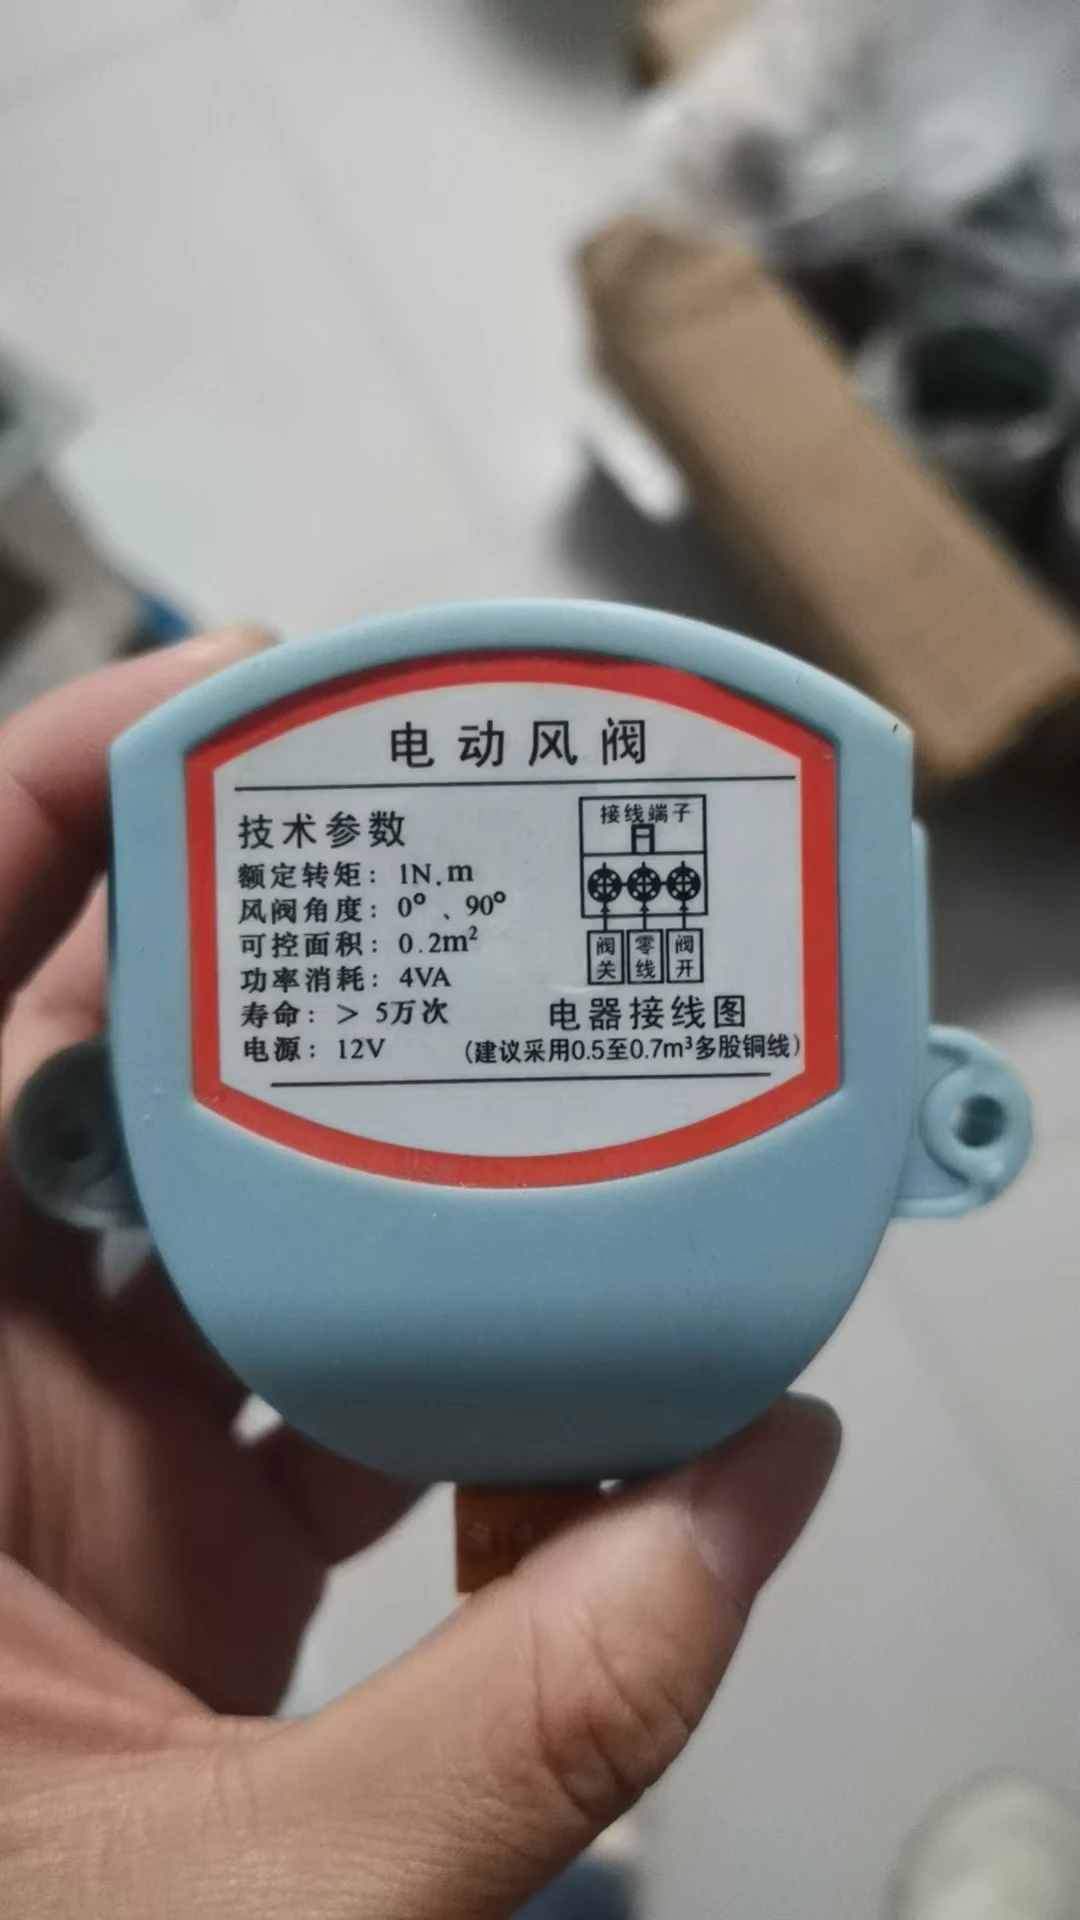 电动风阀
技术参数
额定转矩：1N.m
风阀角度：0°、90°
可控面积：0.2m²
功率消耗：4VA
寿命：> 5万次
电源：12V
接线端子
阀关
零线
阀开
电器接线图
（建议采用0.5至0.7m³多股铜线）